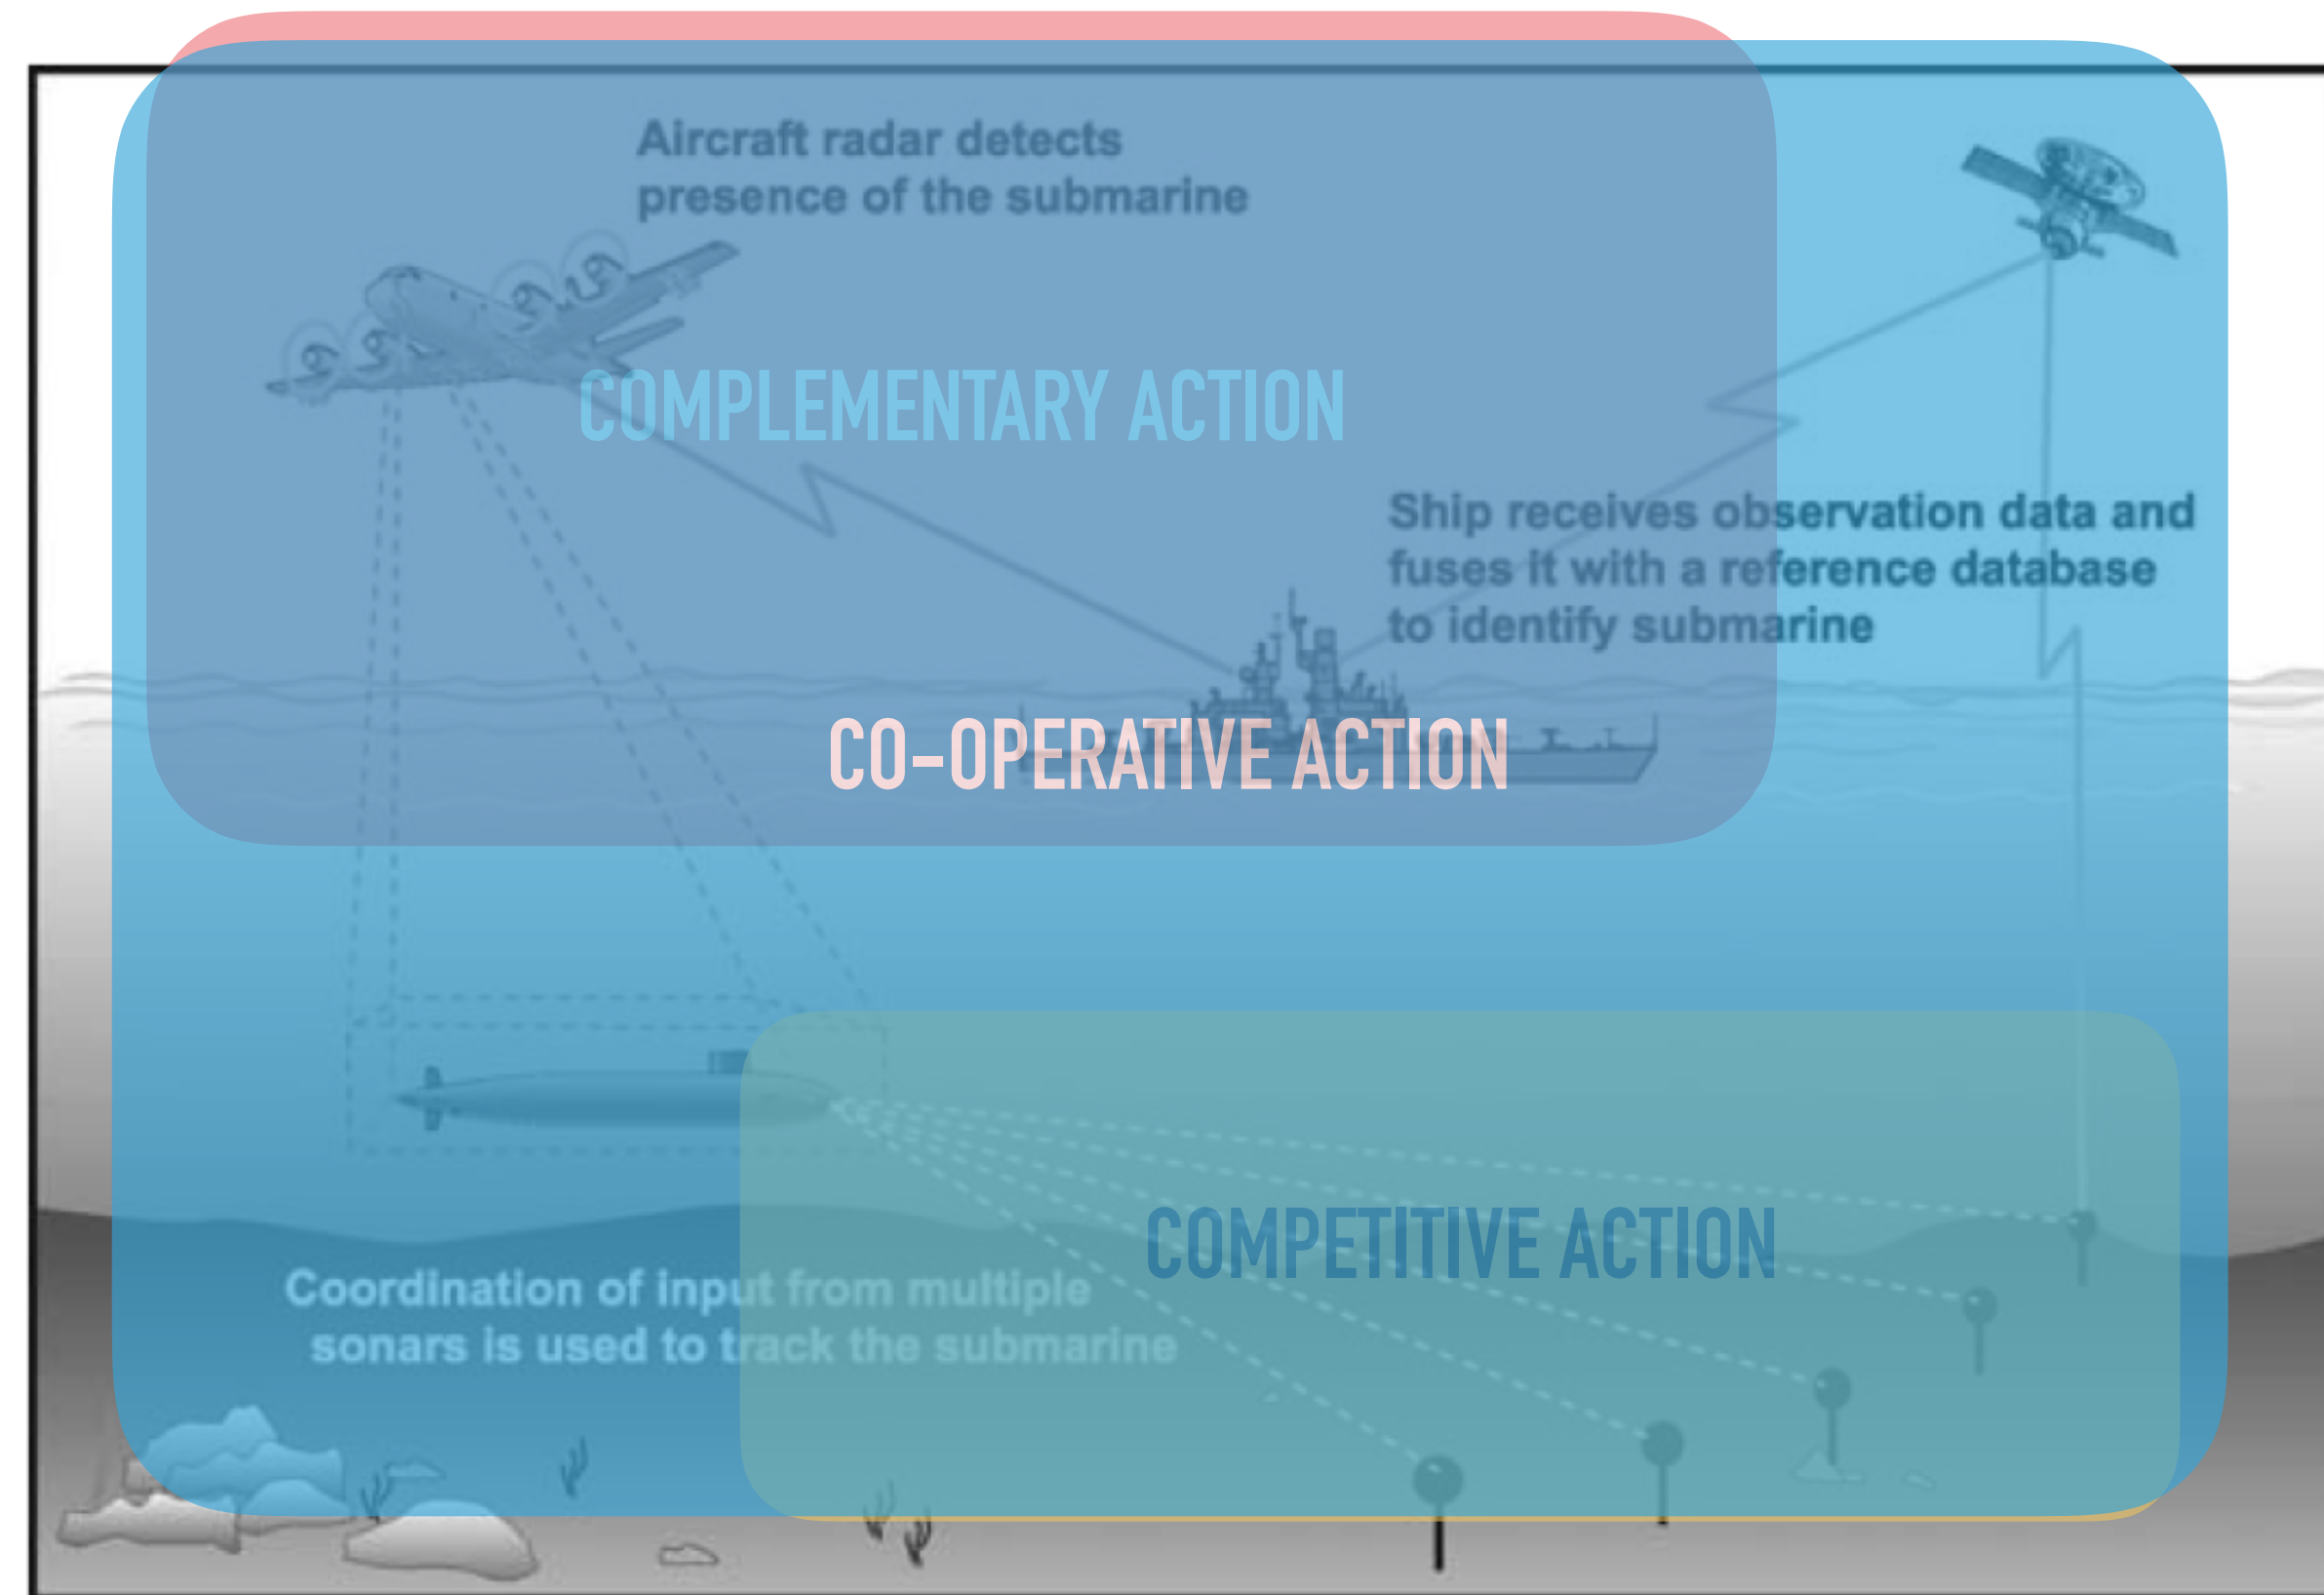 Aircraft radar detects
presence of the submarine
COMPLEMENTARY ACTION
Ship receives observation data and
fuses it with a reference database
to identify submarine
CO-OPERATIVE ACTION
COMPETITIVE ACTION
Coordination of input from multiple
sonars is used to track the submarine